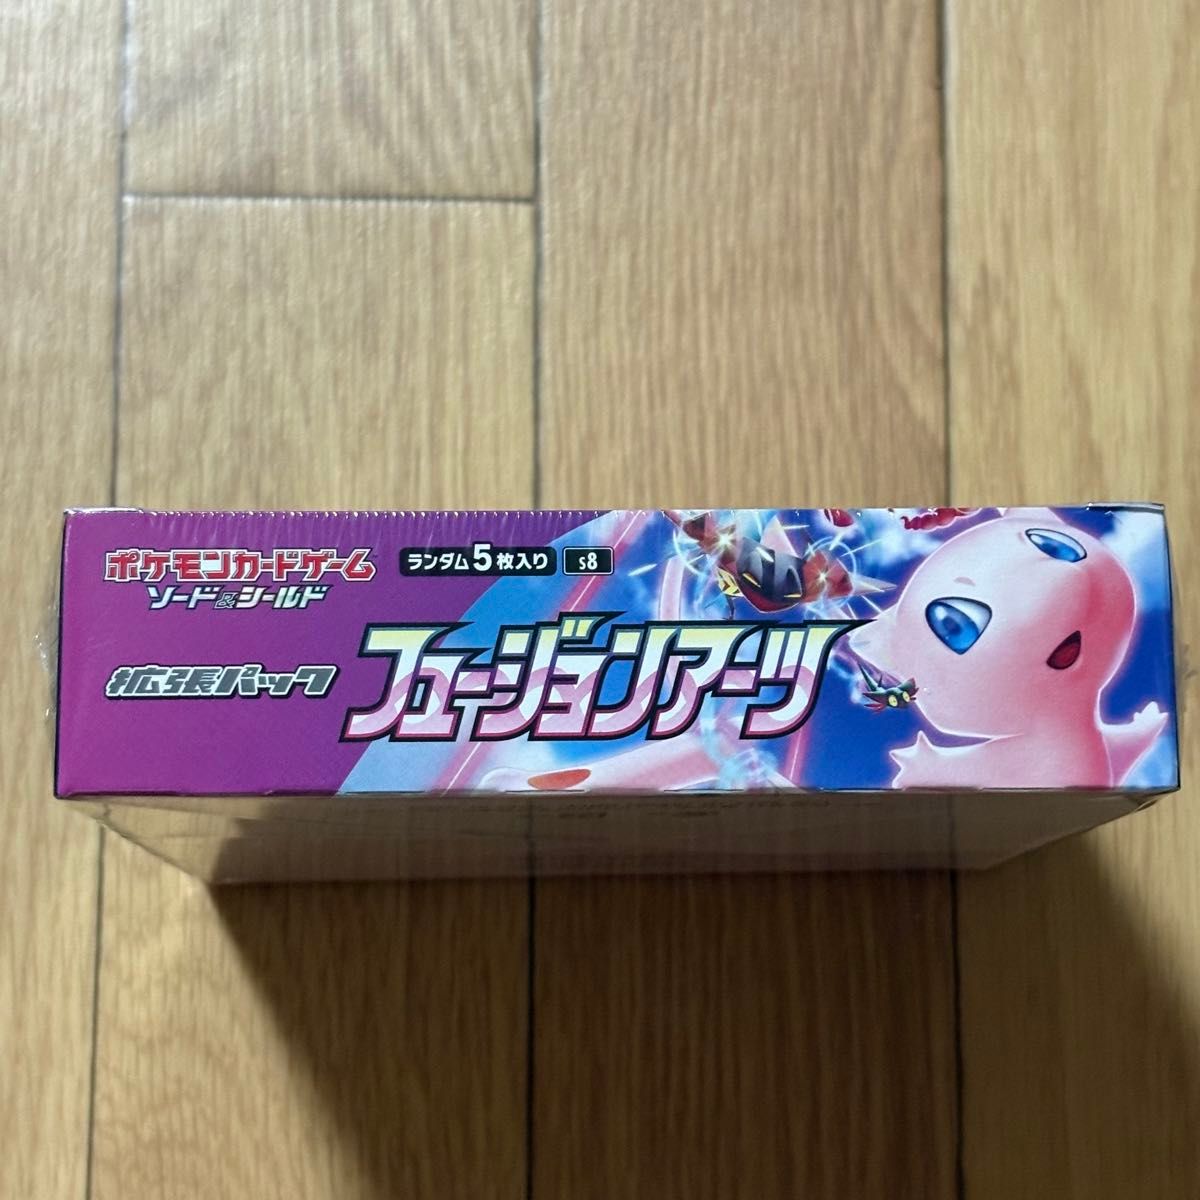 ポケモンカードゲーム
ソード&シールド
ランダム5枚入り s8
拡張パック
フュージョンアーツ